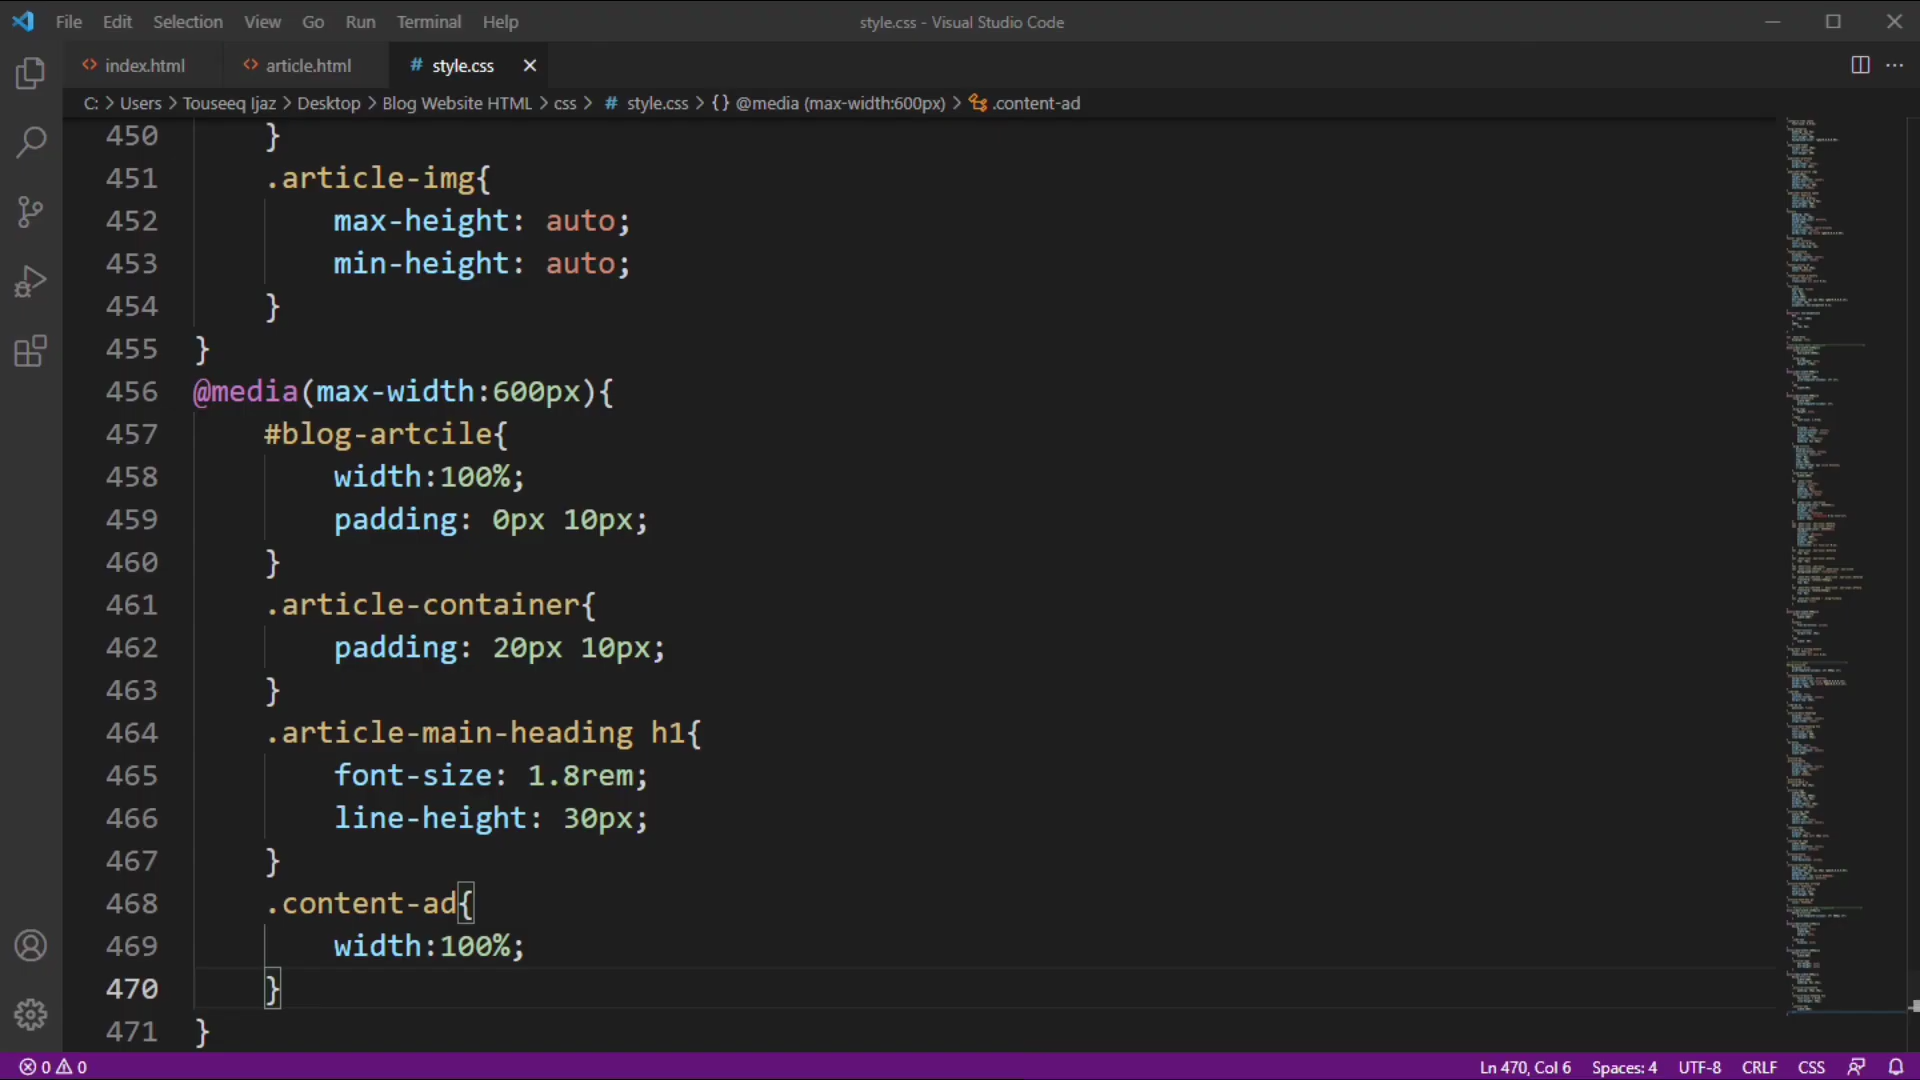 File Edit Selection View Go Run Terminal Help style.css - Visual Studio Code
index.html article.html # style.css
C: > Users > Touseeq Ijaz > Desktop > Blog Website HTML > css > # style.css > {} @media (max-width:600px) > .content-ad
450 }
451 .article-img{
452 max-height: auto;
453 min-height: auto;
454 }
455 }
456 @media(max-width:600px){
457 #blog-artcile{
458 width:100%;
459 padding: 0px 10px;
460 }
461 .article-container{
462 padding: 20px 10px;
463 }
464 .article-main-heading h1{
465 font-size: 1.8rem;
466 line-height: 30px;
467 }
468 .content-ad{
469 width:100%;
470 }
471 }
0 0 Ln 470, Col 6 Spaces: 4 UTF-8 CRLF CSS